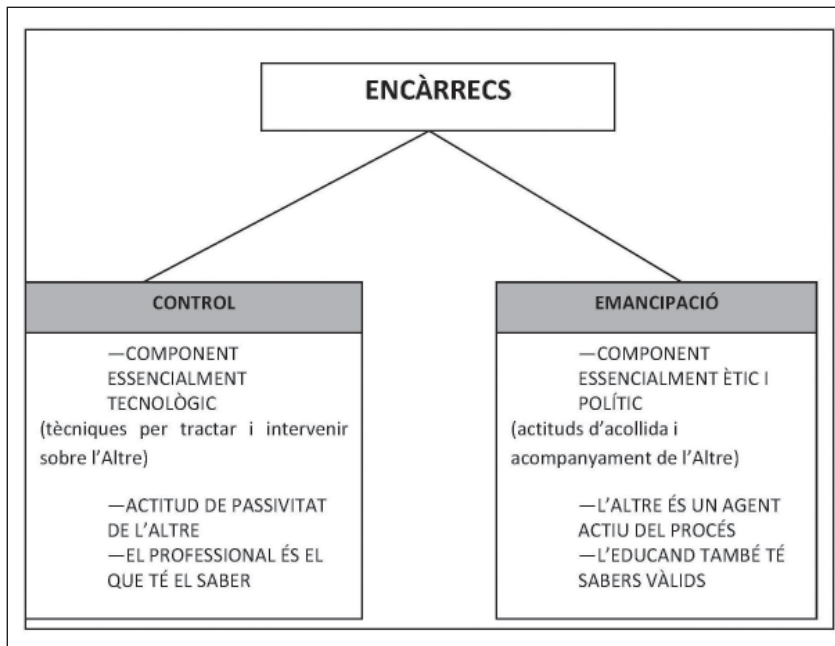 ENCÀRRECS
CONTROL
—COMPONENT
ESSENCIALMENT
TECNOLÒGIC
(tècniques per tractar i intervenir
sobre l’Altre)
—ACTITUD DE PASSIVITAT
DE L’ALTRE
—EL PROFESSIONAL ÉS EL
QUE TÉ EL SABER
EMANCIPACIÓ
—COMPONENT
ESSENCIALMENT ÈTIC I
POLÍTIC
(actituds d’acollida i
acompanyament de l’Altre)
—L’ALTRE ÉS UN AGENT
ACTIU DEL PROCÉS
—L’EDUCAND TAMBÉ TÉ
SABERS VÀLIDS